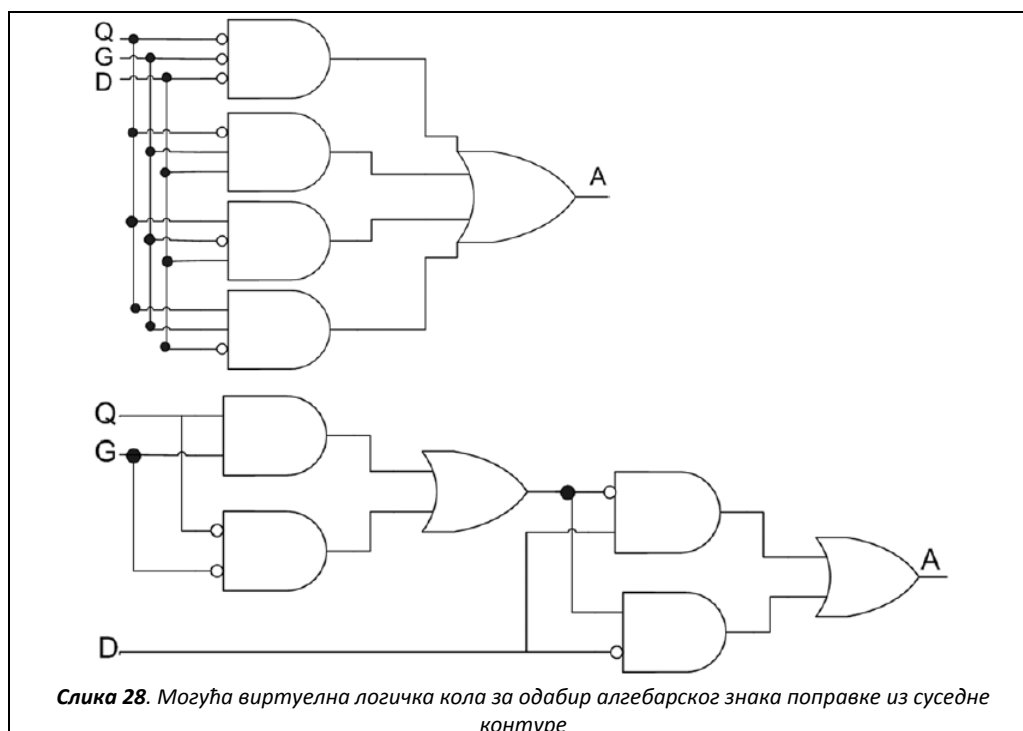 Q
G
D
A
Q
G
A
D
Слика 28. Могућа виртуелна логичка кола за одабир алгебарског знака поправке из суседне
контуре